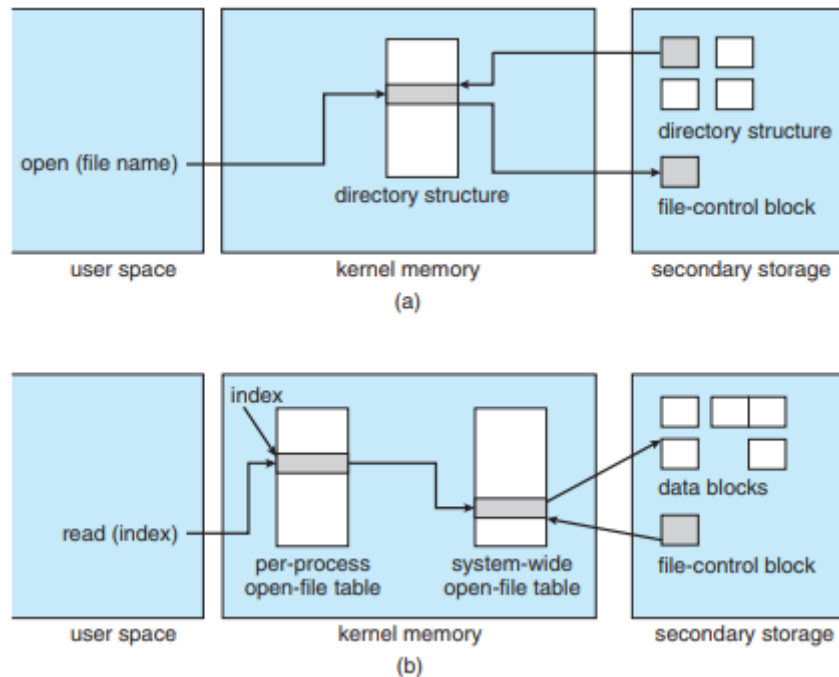 open (file name)
directory structure
directory structure
file-control block
user space
kernel memory
secondary storage
(a)
index
read (index)
per-process
open-file table
system-wide
open-file table
data blocks
file-control block
user space
kernel memory
secondary storage
(b)